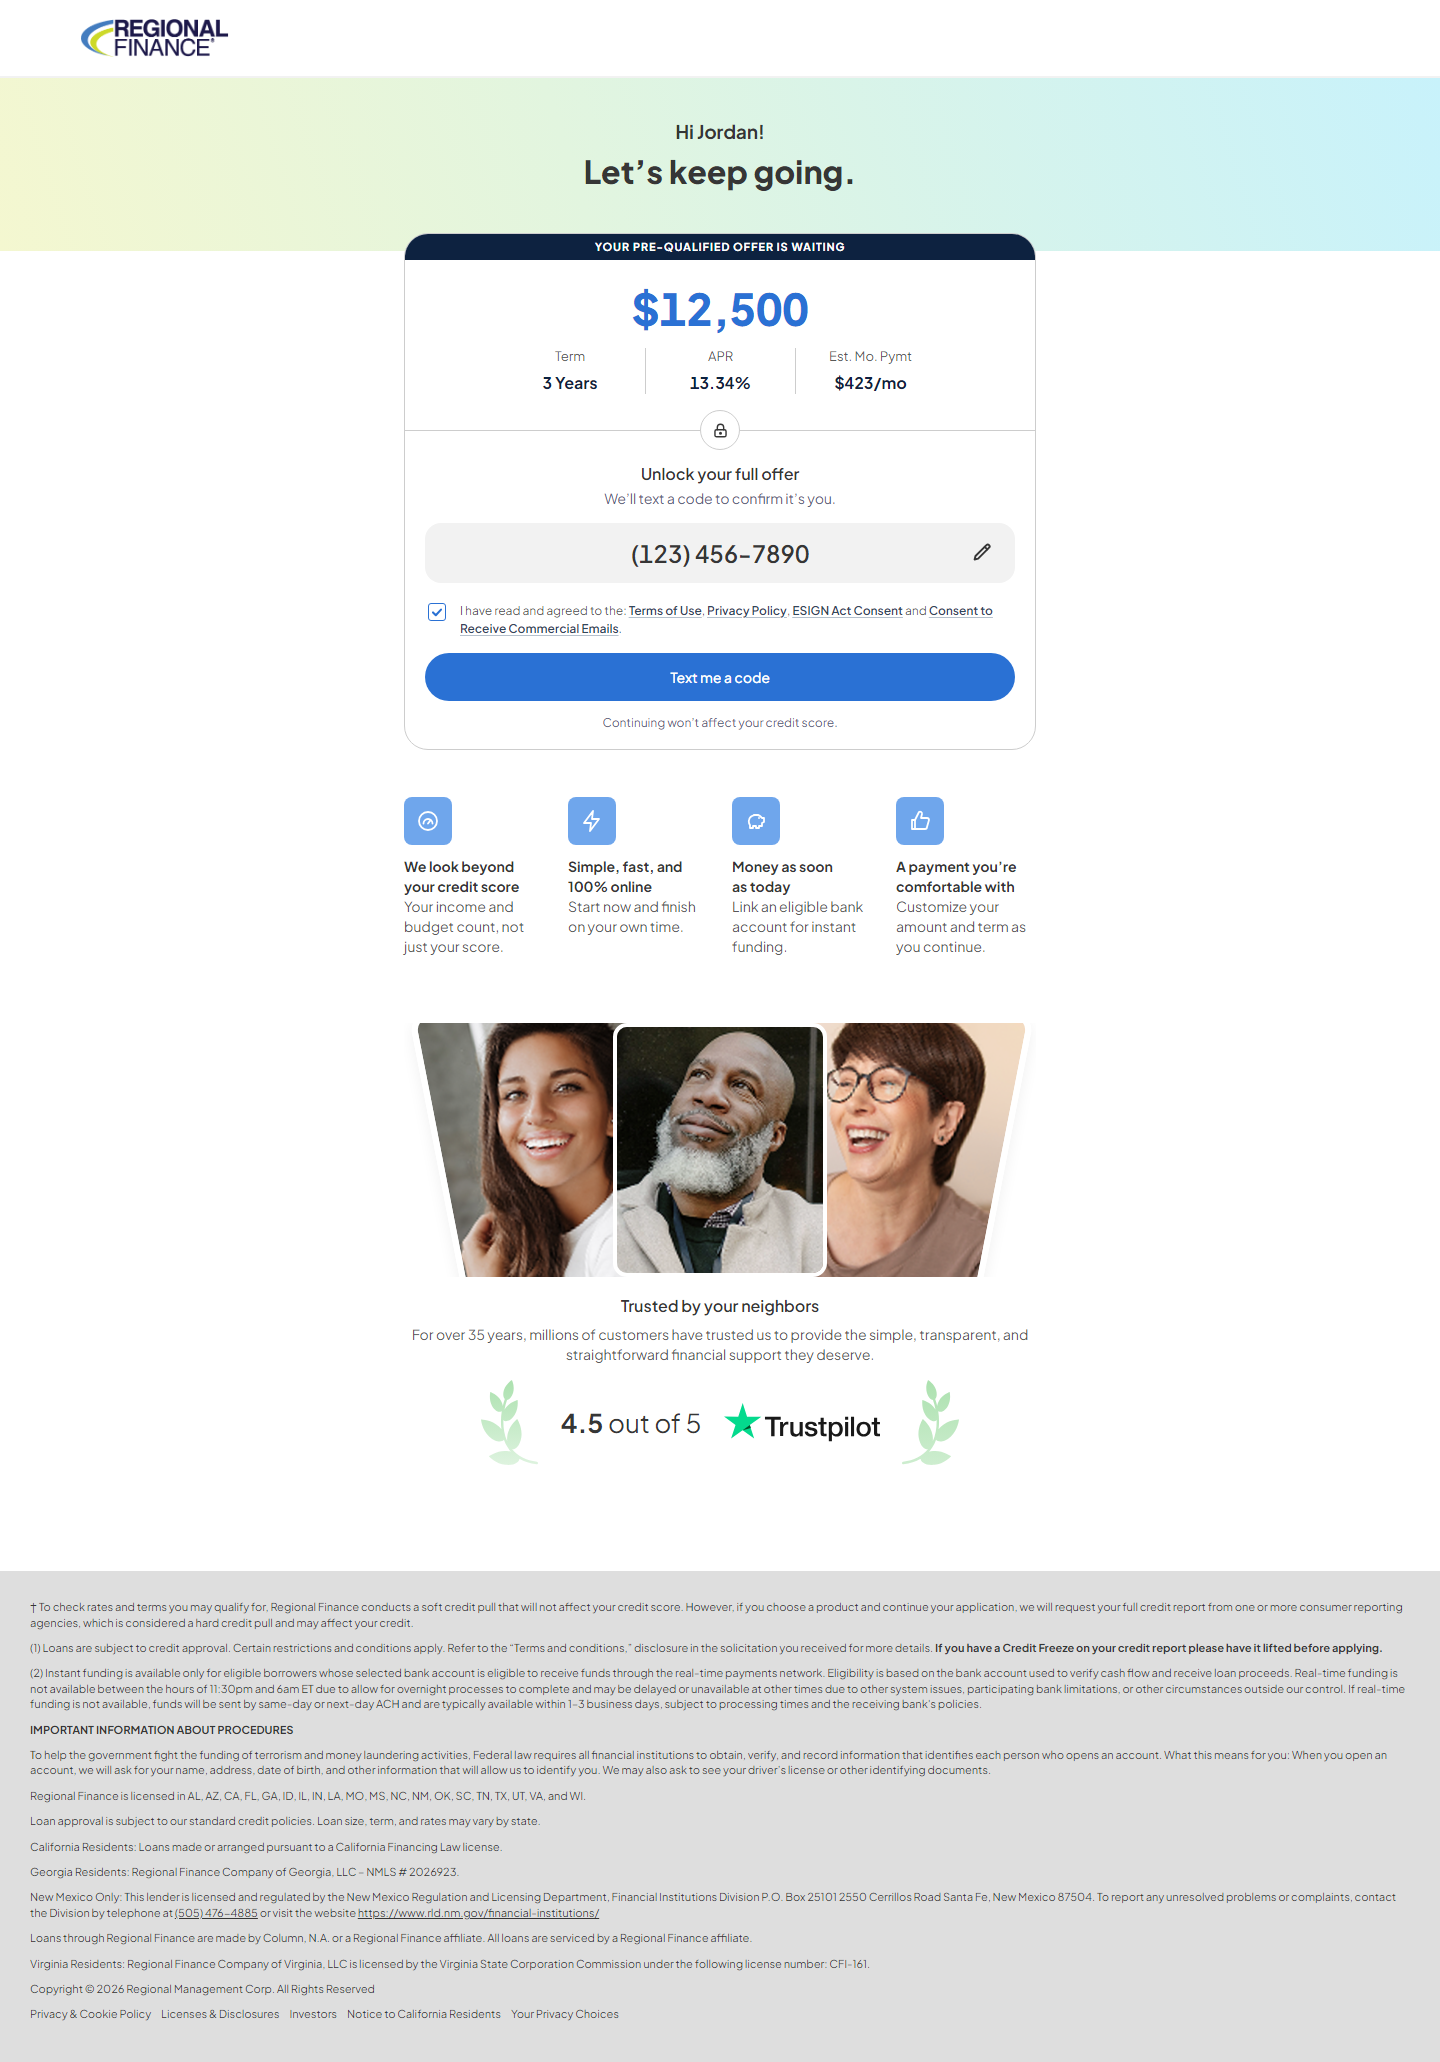 REGIONAL
FINANCE®
Hi Jordan!
Let’s keep going.
YOUR PRE-QUALIFIED OFFER IS WAITING
$12,500
Term
3 Years
APR
13.34%
Est. Mo. Pymt
$423/mo
Unlock your full offer
We’ll text a code to confirm it’s you.
(123) 456-7890
I have read and agreed to the: Terms of Use, Privacy Policy, ESIGN Act Consent and Consent to
Receive Commercial Emails.
Text me a code
Continuing won’t affect your credit score.
We look beyond
your credit score
Your income and
budget count, not
just your score.
Simple, fast, and
100% online
Start now and finish
on your own time.
Money as soon
as today
Link an eligible bank
account for instant
funding.
A payment you’re
comfortable with
Customize your
amount and term as
you continue.
Trusted by your neighbors
For over 35 years, millions of customers have trusted us to provide the simple, transparent, and
straightforward financial support they deserve.
4.5 out of 5 Trustpilot
† To check rates and terms you may qualify for, Regional Finance conducts a soft credit pull that will not affect your credit score. However, if you choose a product and continue your application, we will request your full credit report from one or more consumer reporting
agencies, which is considered a hard credit pull and may affect your credit.
(1) Loans are subject to credit approval. Certain restrictions and conditions apply. Refer to the “Terms and conditions,” disclosure in the solicitation you received for more details. If you have a Credit Freeze on your credit report please have it lifted before applying.
(2) Instant funding is available only for eligible borrowers whose selected bank account is eligible to receive funds through the real-time payments network. Eligibility is based on the bank account used to verify cash flow and receive loan proceeds. Real-time funding is
not available between the hours of 11:30pm and 6am ET due to allow for overnight processes to complete and may be delayed or unavailable at other times due to other system issues, participating bank limitations, or other circumstances outside our control. If real-time
funding is not available, funds will be sent by same-day or next-day ACH and are typically available within 1-3 business days, subject to processing times and the receiving bank’s policies.
IMPORTANT INFORMATION ABOUT PROCEDURES
To help the government fight the funding of terrorism and money laundering activities, Federal law requires all financial institutions to obtain, verify, and record information that identifies each person who opens an account. What this means for you: When you open an
account, we will ask for your name, address, date of birth, and other information that will allow us to identify you. We may also ask to see your driver’s license or other identifying documents.
Regional Finance is licensed in AL, AZ, CA, FL, GA, ID, IL, IN, LA, MO, MS, NC, NM, OK, SC, TN, TX, UT, VA, and WI.
Loan approval is subject to our standard credit policies. Loan size, term, and rates may vary by state.
California Residents: Loans made or arranged pursuant to a California Financing Law license.
Georgia Residents: Regional Finance Company of Georgia, LLC – NMLS # 2026923.
New Mexico Only: This lender is licensed and regulated by the New Mexico Regulation and Licensing Department, Financial Institutions Division P.O. Box 25101 2550 Cerrillos Road Santa Fe, New Mexico 87504. To report any unresolved problems or complaints, contact
the Division by telephone at (505) 476-4885 or visit the website https://www.rld.nm.gov/financial-institutions/
Loans through Regional Finance are made by Column, N.A. or a Regional Finance affiliate. All loans are serviced by a Regional Finance affiliate.
Virginia Residents: Regional Finance Company of Virginia, LLC is licensed by the Virginia State Corporation Commission under the following license number: CFI-161.
Copyright © 2026 Regional Management Corp. All Rights Reserved
Privacy & Cookie Policy Licenses & Disclosures Investors Notice to California Residents Your Privacy Choices